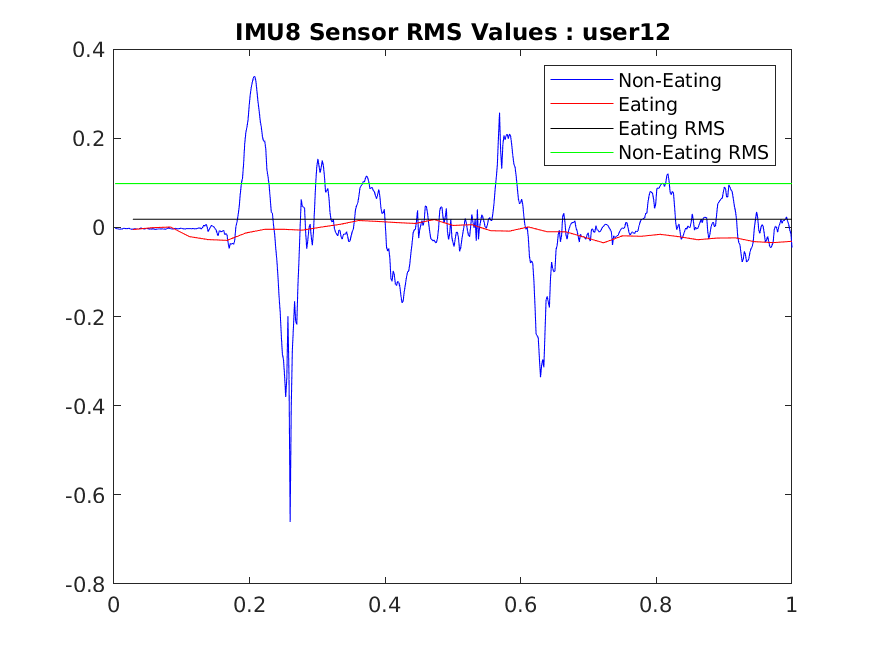 IMU8 Sensor RMS Values : user12
0.4
0.2
0
-0.2
-0.4
-0.6
-0.8
Non-Eating
Eating
Eating RMS
Non-Eating RMS
0 0.2 0.4 0.6 0.8 1